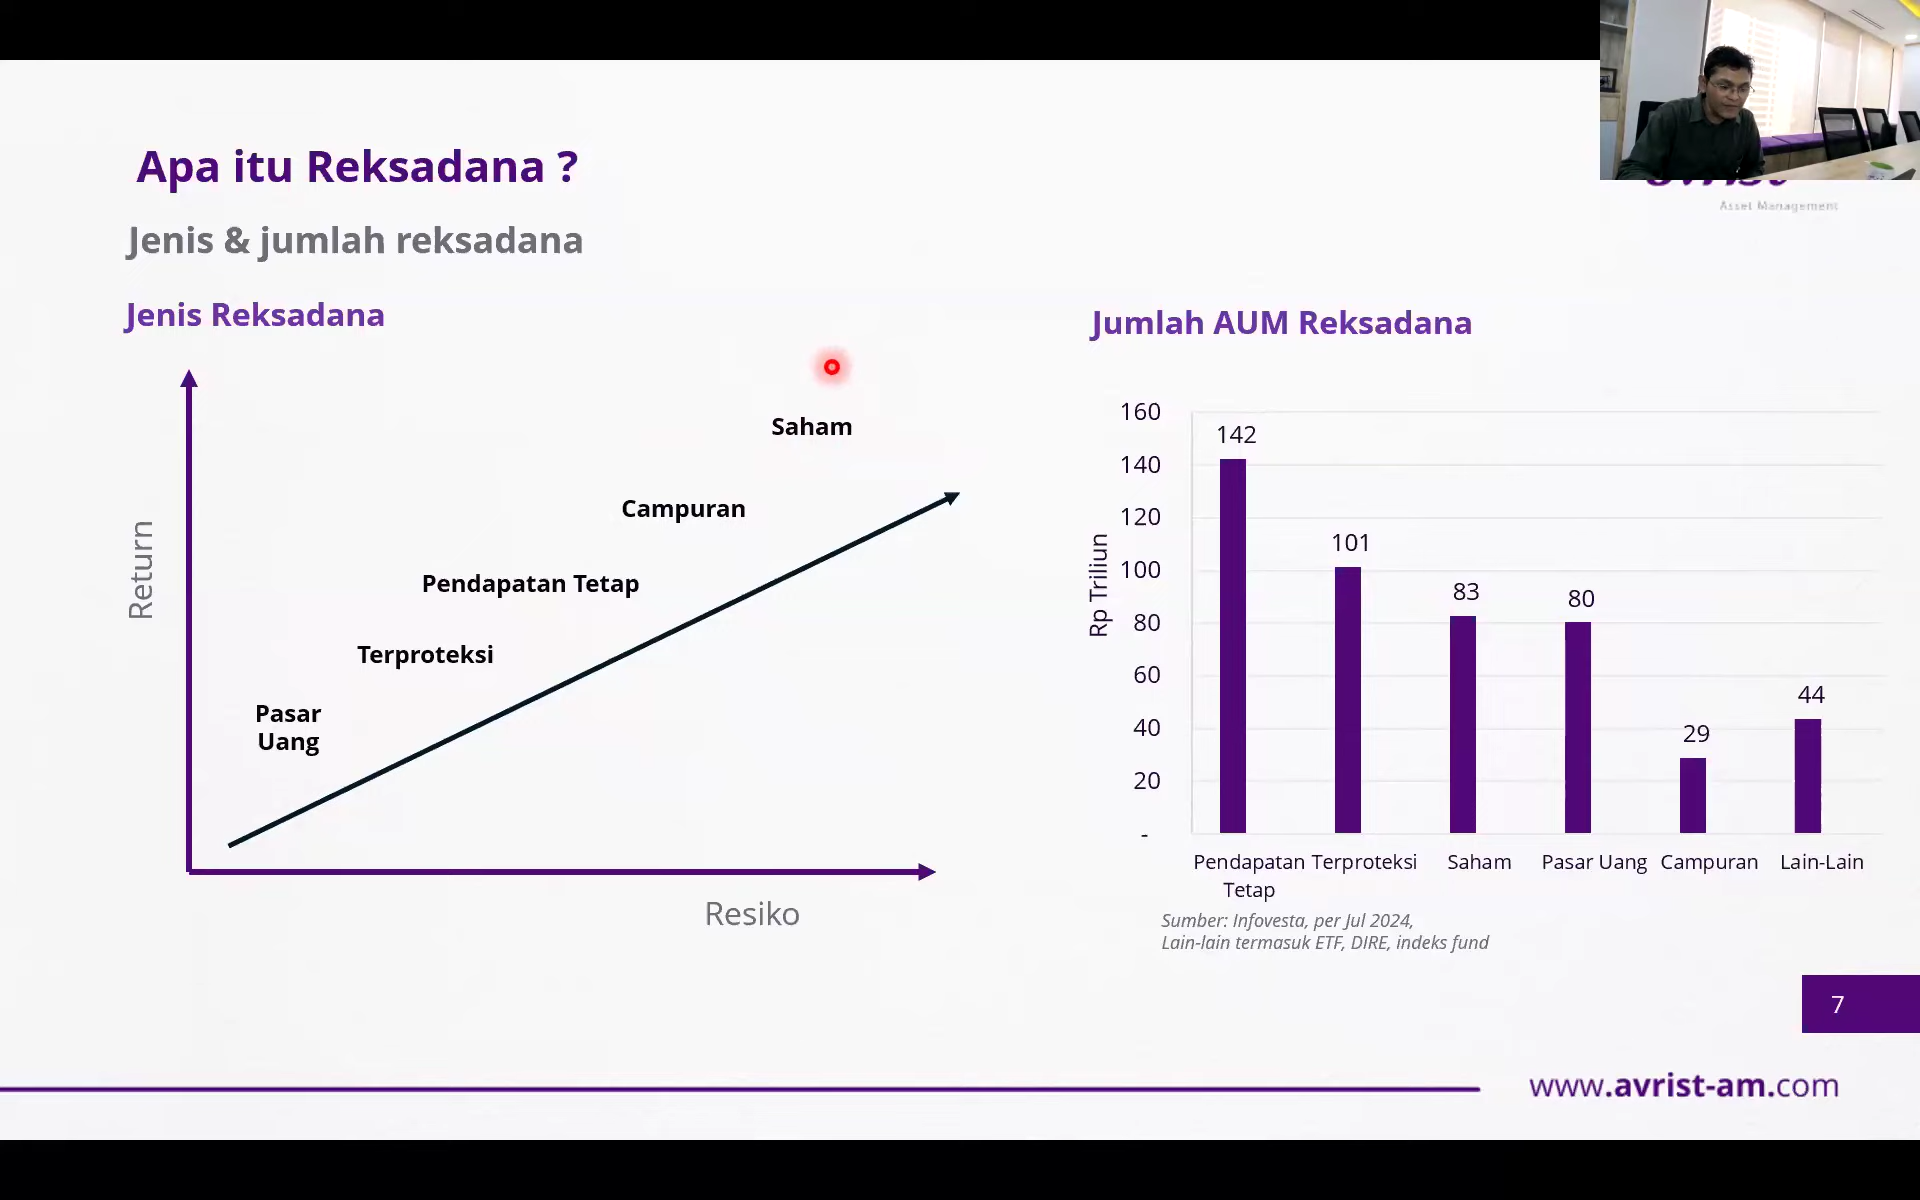 Apa itu Reksadana ?
Jenis & jumlah reksadana
Jenis Reksadana
Return
Saham
Campuran
Pendapatan Tetap
Terproteksi
Pasar
Uang
Resiko
Asset Management
Jumlah AUM Reksadana
Rp Triliun
160
140
120
100
80
60
40
20
-
142
101
83
80
29
44
Pendapatan Terproteksi Saham Pasar Uang Campuran Lain-Lain
Tetap
Sumber: Infovesta, per Jul 2024,
Lain-lain termasuk ETF, DIRE, indeks fund
7
www.avrist-am.com